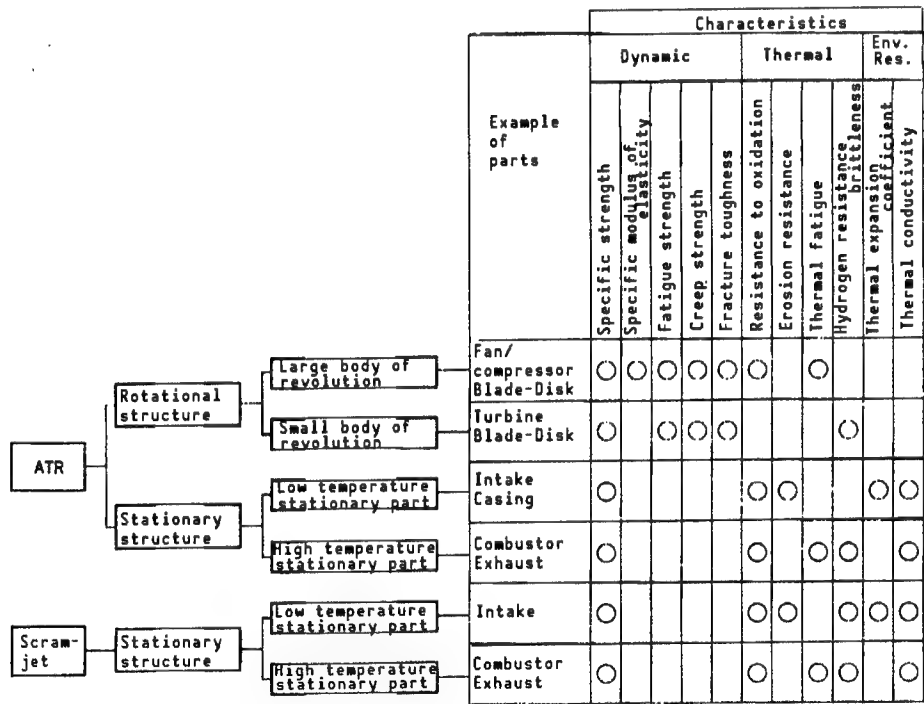 Characteristics
Dynamic
Thermal
Env.
Res.
Example
of
parts
Specific strength
Specific modulus of
elasticity
Fatigue strength
Creep strength
Fracture toughness
Resistance to oxidation
Erosion resistance
Thermal fatigue
Hydrogen resistance
brittleness
Thermal expansion
coefficient
Thermal conductivity
ATR
Rotational
structure
Large body of
revolution
Fan/
compressor
Blade-Disk
Small body of
revolution
Turbine
Blade-Disk
Stationary
structure
Low temperature
stationary part
Intake
Casing
High temperature
stationary part
Combustor
Exhaust
Scram-
jet
Stationary
structure
Low temperature
stationary part
Intake
High temperature
stationary part
Combustor
Exhaust